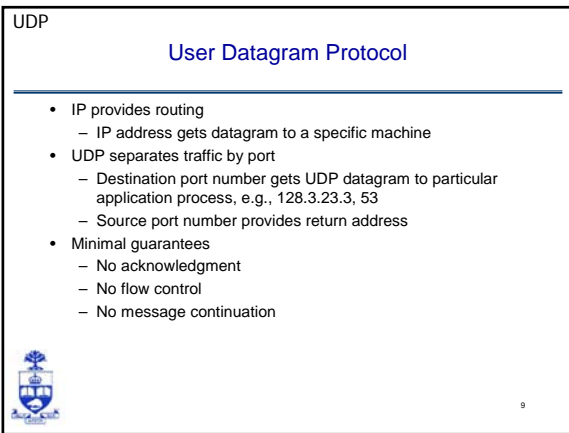 UDP
User Datagram Protocol
• IP provides routing
– IP address gets datagram to a specific machine
• UDP separates traffic by port
– Destination port number gets UDP datagram to particular
application process, e.g., 128.3.23.3, 53
– Source port number provides return address
• Minimal guarantees
– No acknowledgment
– No flow control
– No message continuation
9